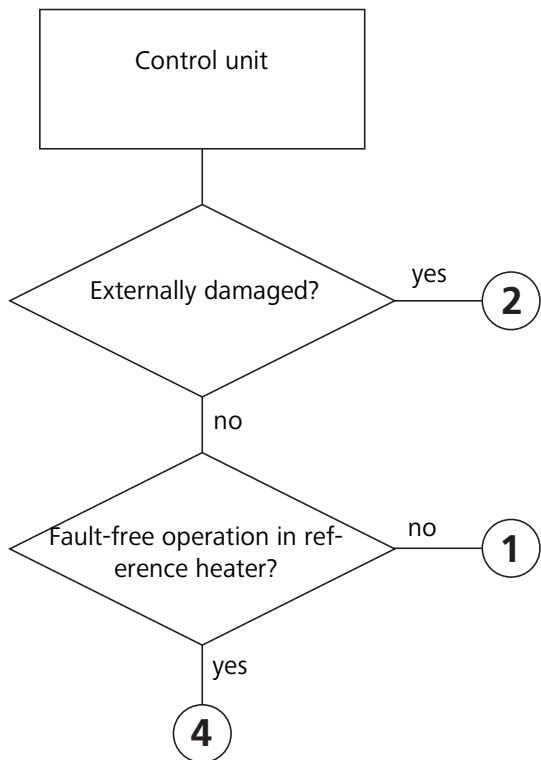 Control unit
Externally damaged?
yes
2
no
Fault-free operation in ref-
erence heater?
no
1
yes
4